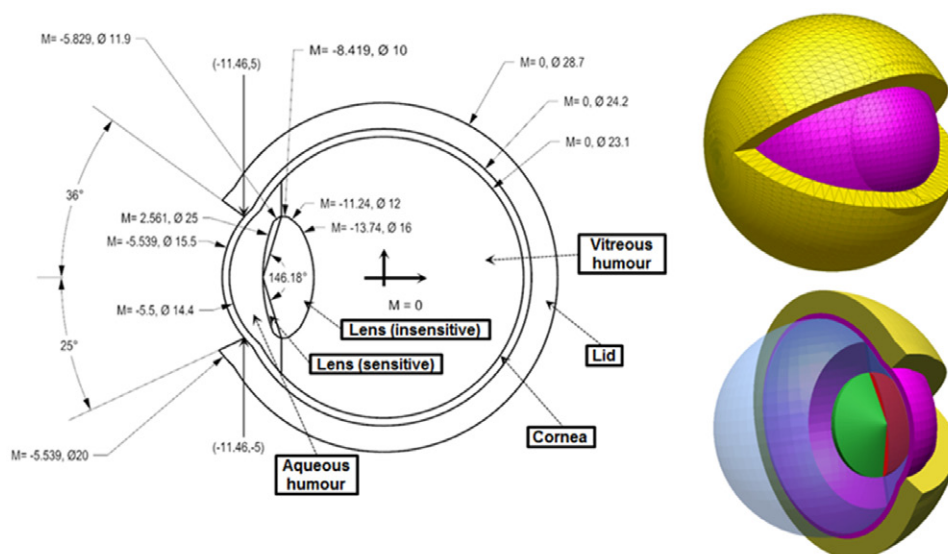 M= -5.829, Ø 11.9
M= -8.419, Ø 10
(-11.46,5)
M= 0, Ø 28.7
M= 0, Ø 24.2
M= 0, Ø 23.1
36°
M= -11.24, Ø 12
M= 2.561, Ø 25
M= -13.74, Ø 16
M= -5.539, Ø 15.5
Vitreous
humour
146.18°
M = 0
M= -5.5, Ø 14.4
Lens (insensitive)
25°
Lens (sensitive)
Lid
Cornea
(-11.46,-5)
M= -5.539, Ø20
Aqueous
humour